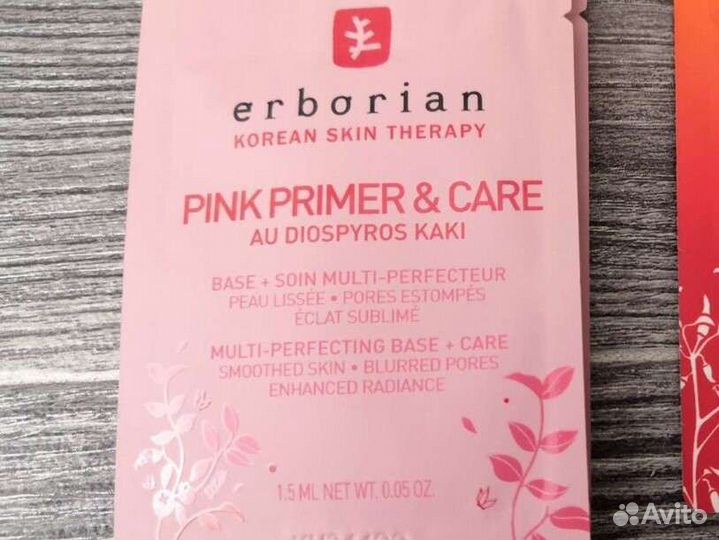 erborian
KOREAN SKIN THERAPY
PINK PRIMER & CARE
AU DIOSPYROS KAKI
BASE + SOIN MULTI-PERFECTEUR
PEAU LISSÉE • PORES ESTOMPÉS
ÉCLAT SUBLIMÉ
MULTI-PERFECTING BASE + CARE
SMOOTHED SKIN • BLURRED PORES
ENHANCED RADIANCE
1.5 ML NET WT. 0.05 OZ.
Avito